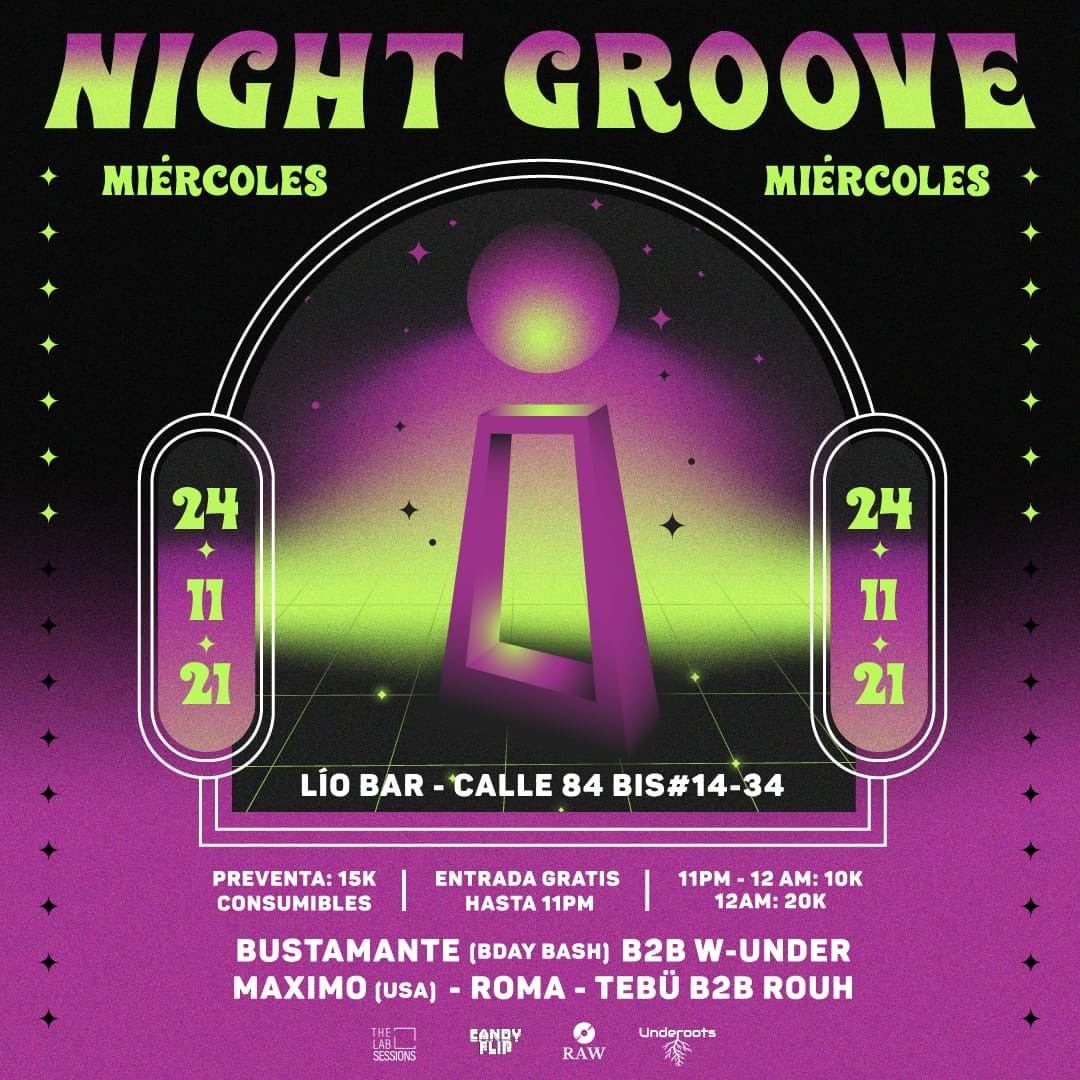 NIGHT GROOVE
MIÉRCOLES
MIÉRCOLES
24
11
21
24
11
21
LÍO BAR - CALLE 84 BIS#14-34
PREVENTA: 15K
CONSUMIBLES
ENTRADA GRATIS
HASTA 11PM
11PM - 12 AM: 10K
12AM: 20K
BUSTAMANTE (BDAY BASH) B2B W-UNDER
MAXIMO (USA) - ROMA - TEBÜ B2B ROUH
THE
LAB
SESSIONS
CANDY
FLIP
RAW
Underoots